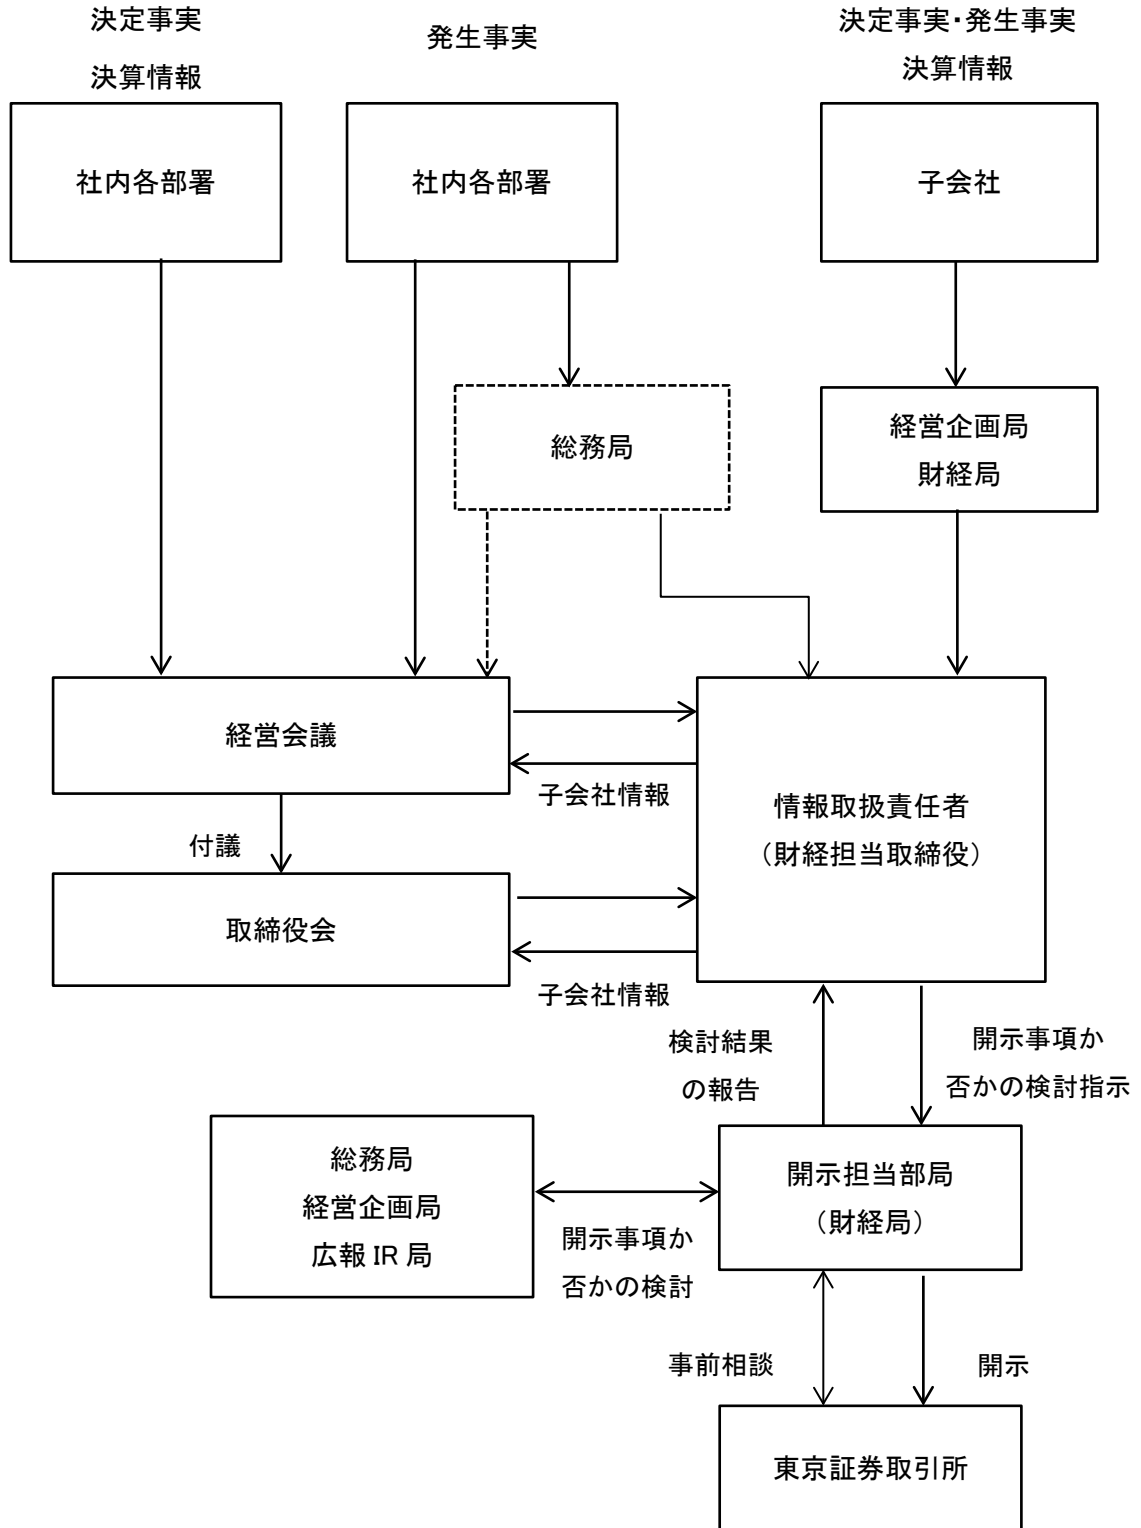 決定事実
決算情報
発生事実
決定事実・発生事実
決算情報
社内各部署
社内各部署
子会社
総務局
経営企画局
財経局
経営会議
子会社情報
情報取扱責任者
（財経担当取締役）
付議
取締役会
子会社情報
検討結果
の報告
開示事項か
否かの検討指示
総務局
経営企画局
広報 IR 局
開示事項か
否かの検討
開示担当部局
（財経局）
事前相談
開示
東京証券取引所